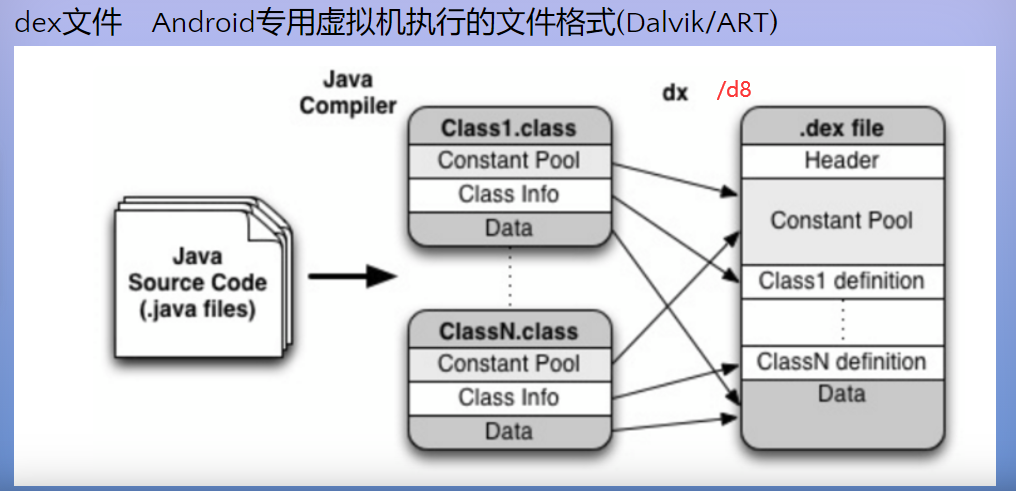 dex文件 Android专用虚拟机执行的文件格式(Dalvik/ART)
Java
Compiler
dx /d8
Java
Source Code
(.java files)
Class1.class
Constant Pool
Class Info
Data
ClassN.class
Constant Pool
Class Info
Data
.dex file
Header
Constant Pool
Class1 definition
ClassN definition
Data